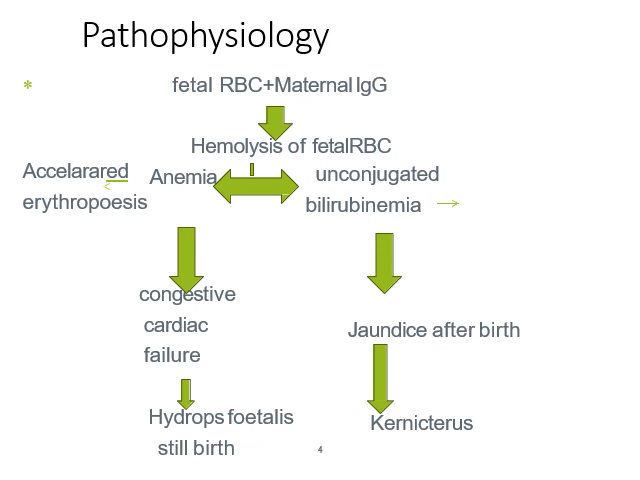 Pathophysiology
* fetal RBC+Maternal IgG
Hemolysis of fetalRBC
Accelarared
erythropoesis
Anemia
unconjugated
bilirubinemia
congestive
cardiac
failure
Jaundice after birth
Hydrops foetalis
still birth
Kernicterus
4